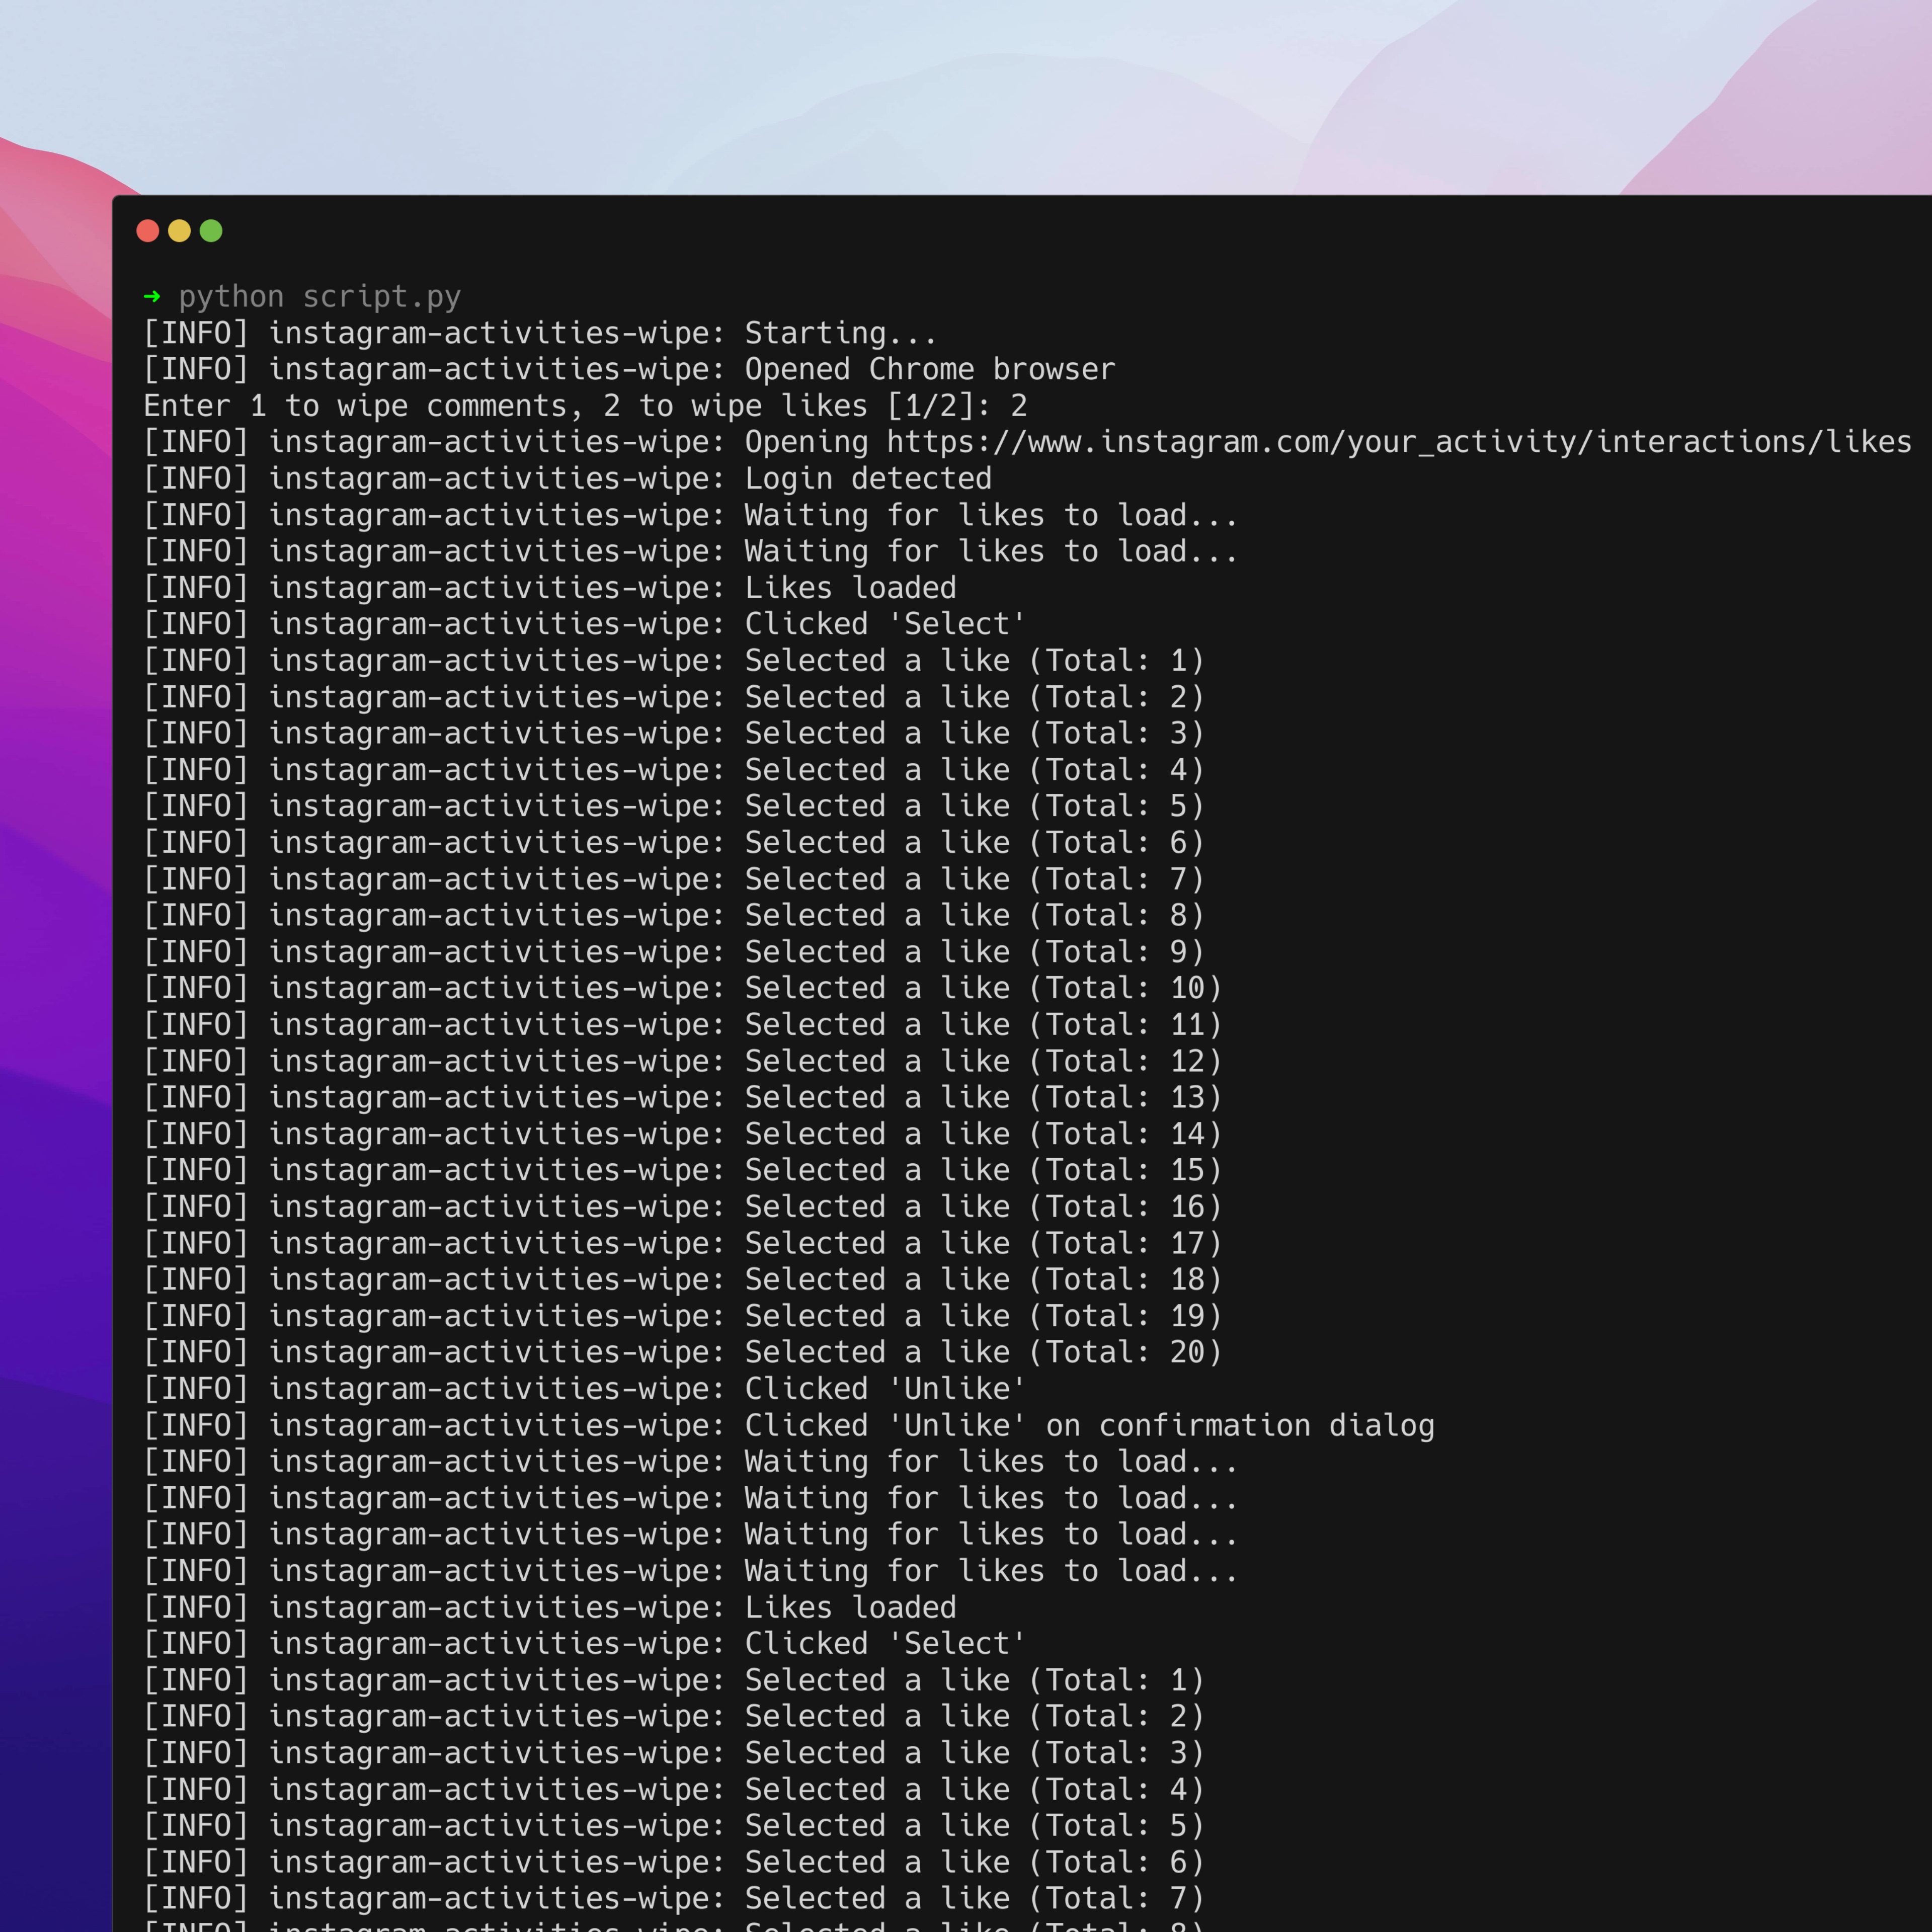 ➜ python script.py
[INFO] instagram-activities-wipe: Starting...
[INFO] instagram-activities-wipe: Opened Chrome browser
Enter 1 to wipe comments, 2 to wipe likes [1/2]: 2
[INFO] instagram-activities-wipe: Opening https://www.instagram.com/your_activity/interactions/likes
[INFO] instagram-activities-wipe: Login detected
[INFO] instagram-activities-wipe: Waiting for likes to load...
[INFO] instagram-activities-wipe: Waiting for likes to load...
[INFO] instagram-activities-wipe: Likes loaded
[INFO] instagram-activities-wipe: Clicked 'Select'
[INFO] instagram-activities-wipe: Selected a like (Total: 1)
[INFO] instagram-activities-wipe: Selected a like (Total: 2)
[INFO] instagram-activities-wipe: Selected a like (Total: 3)
[INFO] instagram-activities-wipe: Selected a like (Total: 4)
[INFO] instagram-activities-wipe: Selected a like (Total: 5)
[INFO] instagram-activities-wipe: Selected a like (Total: 6)
[INFO] instagram-activities-wipe: Selected a like (Total: 7)
[INFO] instagram-activities-wipe: Selected a like (Total: 8)
[INFO] instagram-activities-wipe: Selected a like (Total: 9)
[INFO] instagram-activities-wipe: Selected a like (Total: 10)
[INFO] instagram-activities-wipe: Selected a like (Total: 11)
[INFO] instagram-activities-wipe: Selected a like (Total: 12)
[INFO] instagram-activities-wipe: Selected a like (Total: 13)
[INFO] instagram-activities-wipe: Selected a like (Total: 14)
[INFO] instagram-activities-wipe: Selected a like (Total: 15)
[INFO] instagram-activities-wipe: Selected a like (Total: 16)
[INFO] instagram-activities-wipe: Selected a like (Total: 17)
[INFO] instagram-activities-wipe: Selected a like (Total: 18)
[INFO] instagram-activities-wipe: Selected a like (Total: 19)
[INFO] instagram-activities-wipe: Selected a like (Total: 20)
[INFO] instagram-activities-wipe: Clicked 'Unlike'
[INFO] instagram-activities-wipe: Clicked 'Unlike' on confirmation dialog
[INFO] instagram-activities-wipe: Waiting for likes to load...
[INFO] instagram-activities-wipe: Waiting for likes to load...
[INFO] instagram-activities-wipe: Waiting for likes to load...
[INFO] instagram-activities-wipe: Waiting for likes to load...
[INFO] instagram-activities-wipe: Likes loaded
[INFO] instagram-activities-wipe: Clicked 'Select'
[INFO] instagram-activities-wipe: Selected a like (Total: 1)
[INFO] instagram-activities-wipe: Selected a like (Total: 2)
[INFO] instagram-activities-wipe: Selected a like (Total: 3)
[INFO] instagram-activities-wipe: Selected a like (Total: 4)
[INFO] instagram-activities-wipe: Selected a like (Total: 5)
[INFO] instagram-activities-wipe: Selected a like (Total: 6)
[INFO] instagram-activities-wipe: Selected a like (Total: 7)
[INFO] instagram-activities-wipe: Selected a like (Total: 8)